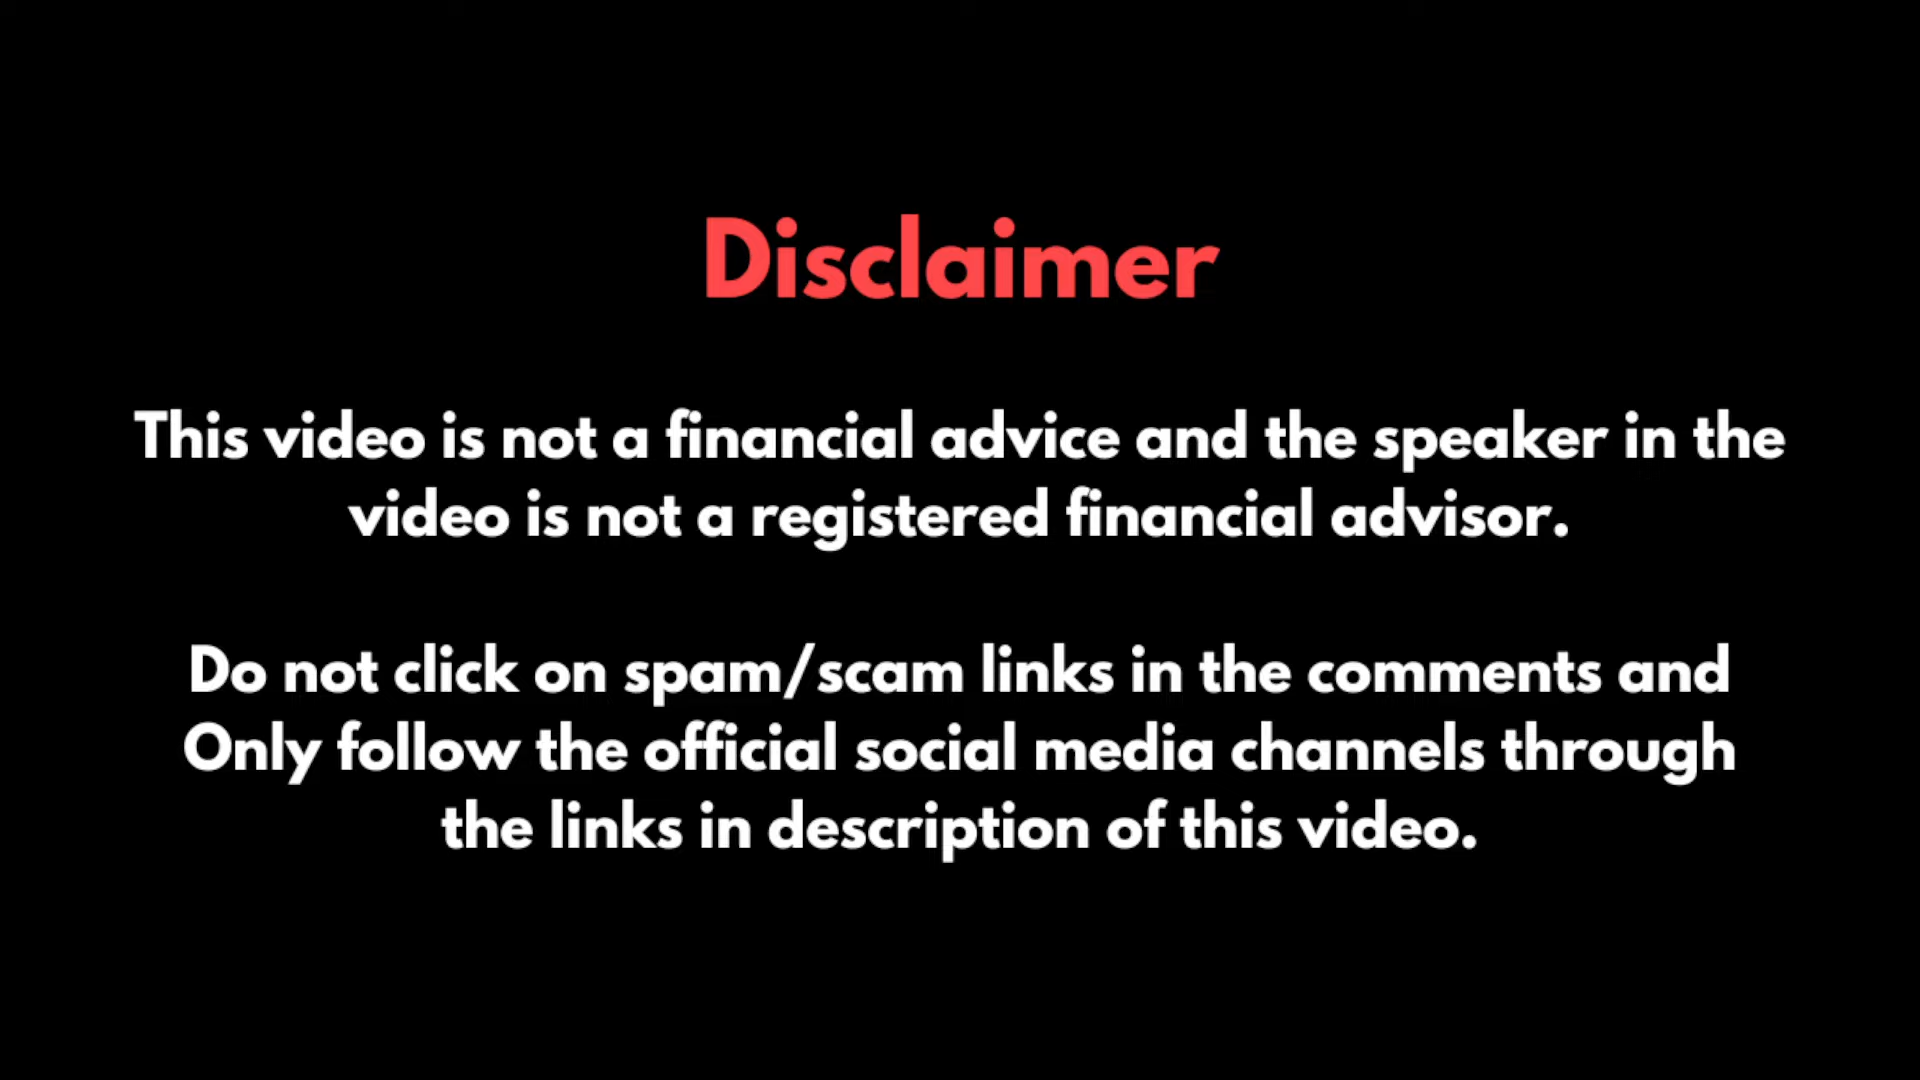 Disclaimer
This video is not a financial advice and the speaker in the
video is not a registered financial advisor.
Do not click on spam/scam links in the comments and
Only follow the official social media channels through
the links in description of this video.